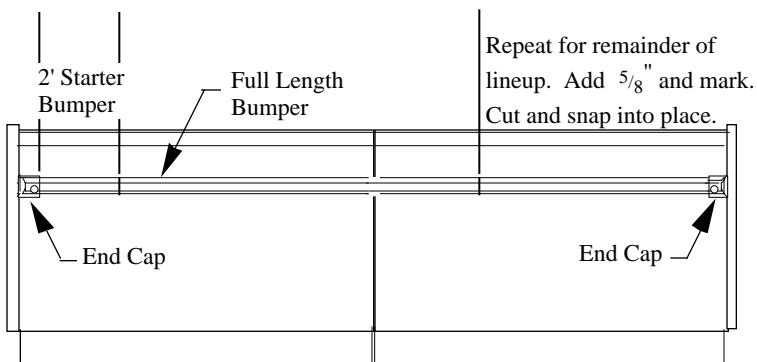 2' Starter
Bumper
Full Length
Bumper
Repeat for remainder of
lineup. Add 5/8" and mark.
Cut and snap into place.
End Cap
End Cap